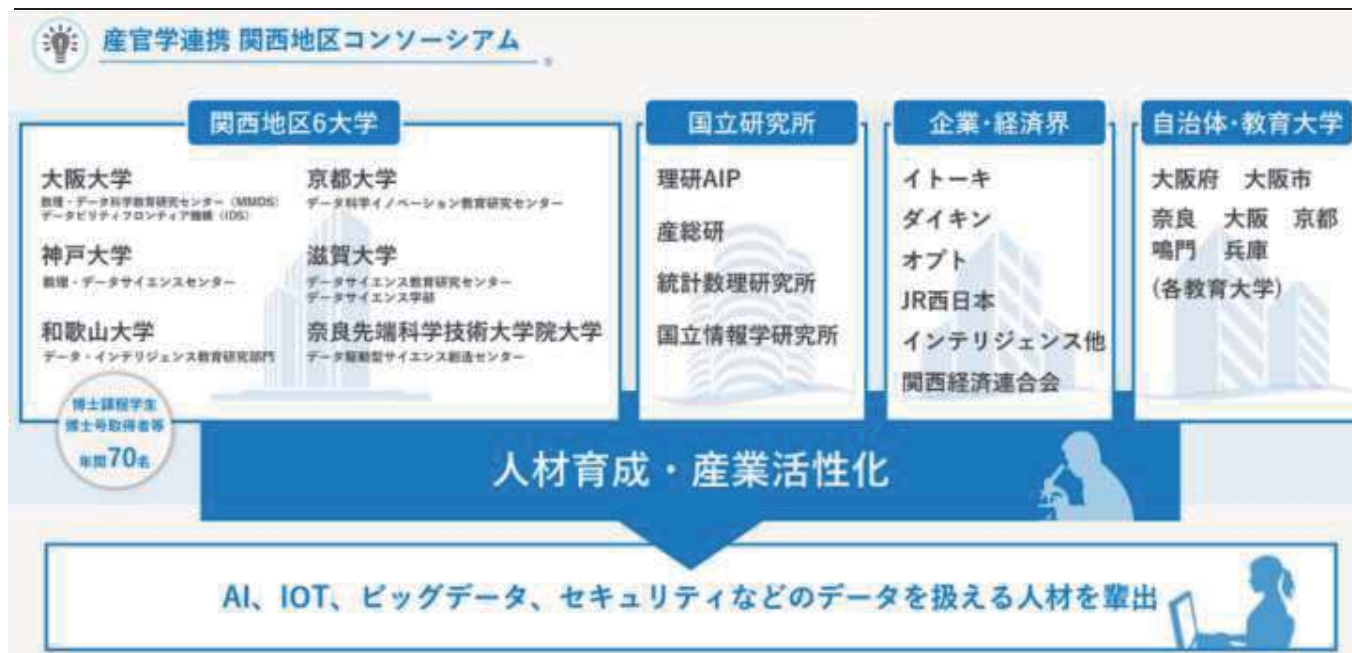 産官学連携 関西地区コンソーシアム
関西地区6大学
大阪大学
数理・データ科学教育研究センター（MMDS）
データビリティフロンティア機構（IDS）
京都大学
データ科学イノベーション教育研究センター
神戸大学
数理・データサイエンスセンター
滋賀大学
データサイエンス教育研究センター
データサイエンス学部
和歌山大学
データ・インテリジェンス教育研究部門
奈良先端科学技術大学院大学
データ駆動型サイエンス創造センター
博士課程学生
博士号取得者等
年間70名
国立研究所
理研AIP
産総研
統計数理研究所
国立情報学研究所
企業・経済界
イトーキ
ダイキン
オプト
JR西日本
インテリジェンス他
関西経済連合会
自治体・教育大学
大阪府 大阪市
奈良 大阪 京都
鳴門 兵庫
(各教育大学)
人材育成・産業活性化
AI、IOT、ビッグデータ、セキュリティなどのデータを扱える人材を輩出